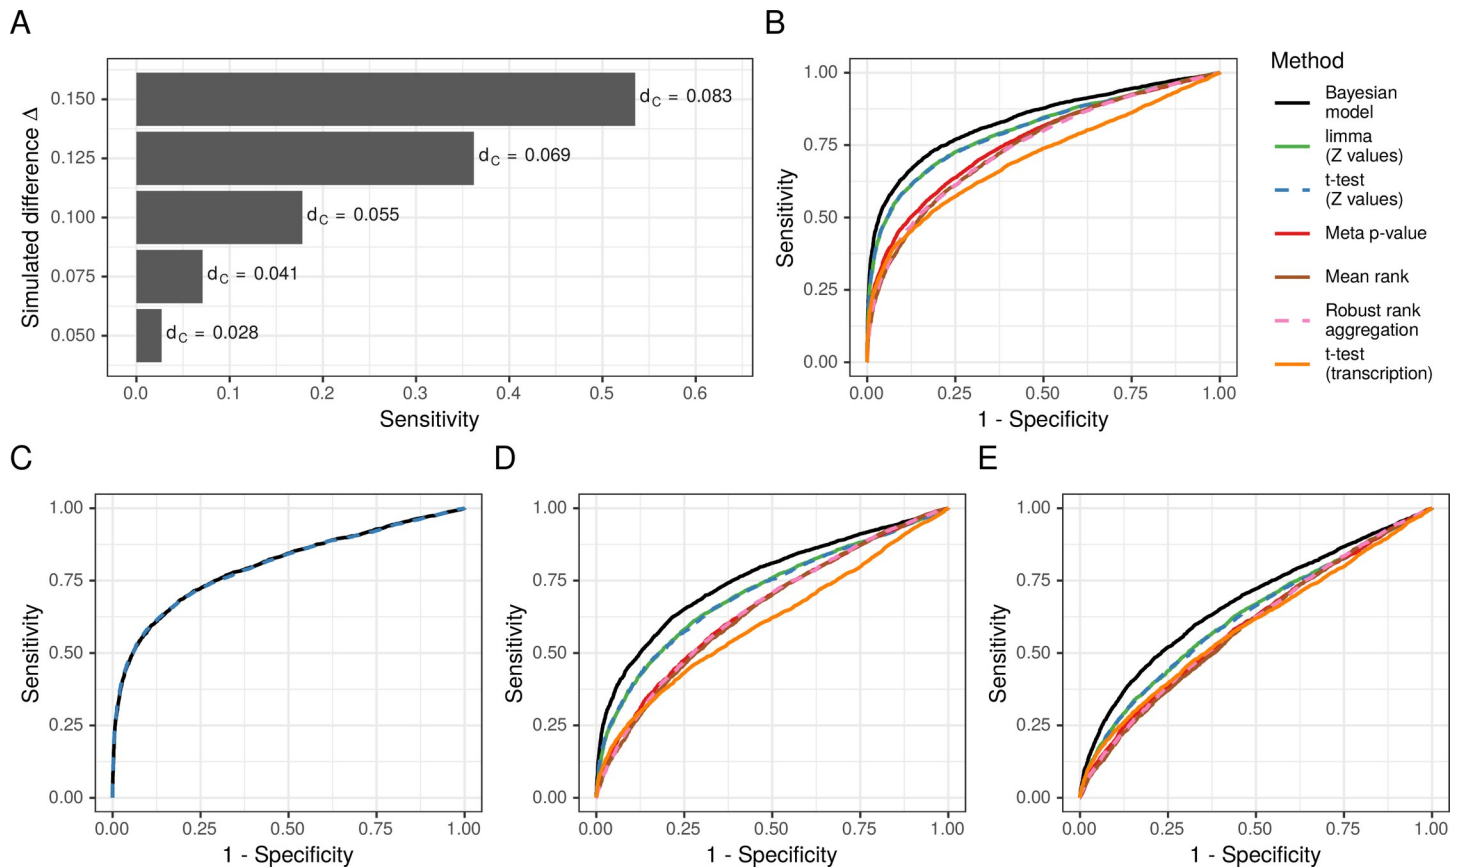 A
Simulated difference Δ
0.150
0.125
0.100
0.075
0.050
d_C = 0.083
d_C = 0.069
d_C = 0.055
d_C = 0.041
d_C = 0.028
0.0 0.1 0.2 0.3 0.4 0.5 0.6
Sensitivity
B
Sensitivity
1.00
0.75
0.50
0.25
0.00
0.00 0.25 0.50 0.75 1.00
1 - Specificity
Method
Bayesian
model
limma
(Z values)
t-test
(Z values)
Meta p-value
Mean rank
Robust rank
aggregation
t-test
(transcription)
C
Sensitivity
1.00
0.75
0.50
0.25
0.00
0.00 0.25 0.50 0.75 1.00
1 - Specificity
D
Sensitivity
1.00
0.75
0.50
0.25
0.00
0.00 0.25 0.50 0.75 1.00
1 - Specificity
E
Sensitivity
1.00
0.75
0.50
0.25
0.00
0.00 0.25 0.50 0.75 1.00
1 - Specificity